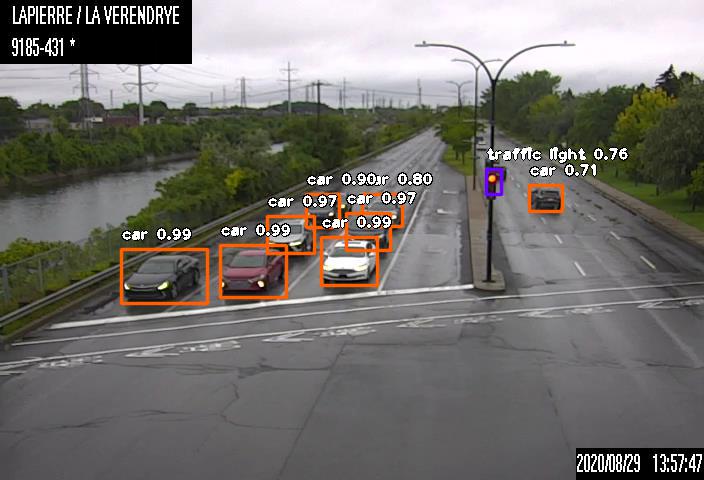 LAPIERRE / LA VERENDRYE
9185-431 *
traffic light 0.76
car 0.71
car 0.90
0.80
car 0.97
car 0.97
car 0.99
car 0.99
car 0.99
2020/08/29 13:57:47